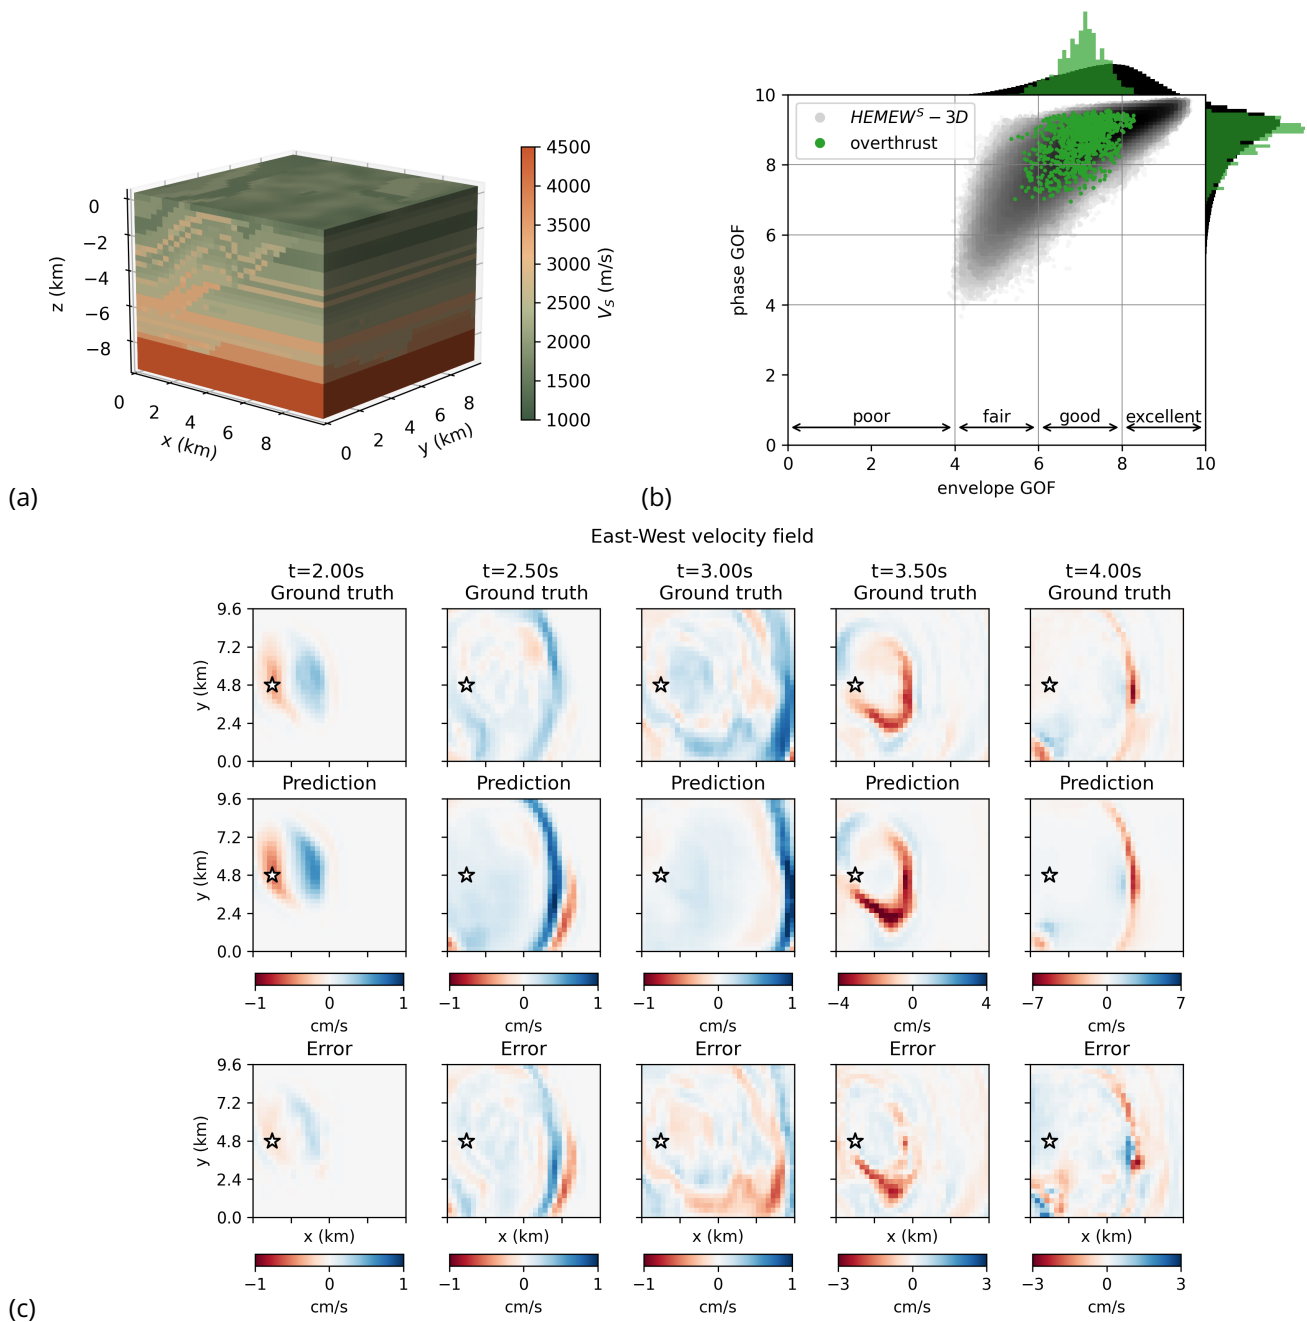 0
−2
−4
−6
−8
z (km)
0
2
4
6
8
x (km)
0
2
4
6
8
y (km)
4500
4000
3500
3000
2500
2000
1500
1000
V_S (m/s)
(a)
10
8
6
4
2
0
phase GOF
HEMEW^S − 3D
overthrust
poor fair good excellent
0 2 4 6 8 10
envelope GOF
(b)
East-West velocity field
t=2.00s t=2.50s t=3.00s t=3.50s t=4.00s
Ground truth Ground truth Ground truth Ground truth Ground truth
9.6
7.2
4.8
2.4
0.0
y (km)
Prediction Prediction Prediction Prediction Prediction
9.6
7.2
4.8
2.4
0.0
y (km)
−1 0 1 −1 0 1 −1 0 1 −4 0 4 −7 0 7
cm/s cm/s cm/s cm/s cm/s
Error Error Error Error Error
9.6
7.2
4.8
2.4
0.0
y (km)
x (km) x (km) x (km) x (km) x (km)
−1 0 1 −1 0 1 −1 0 1 −3 0 3 −3 0 3
cm/s cm/s cm/s cm/s cm/s
(c)